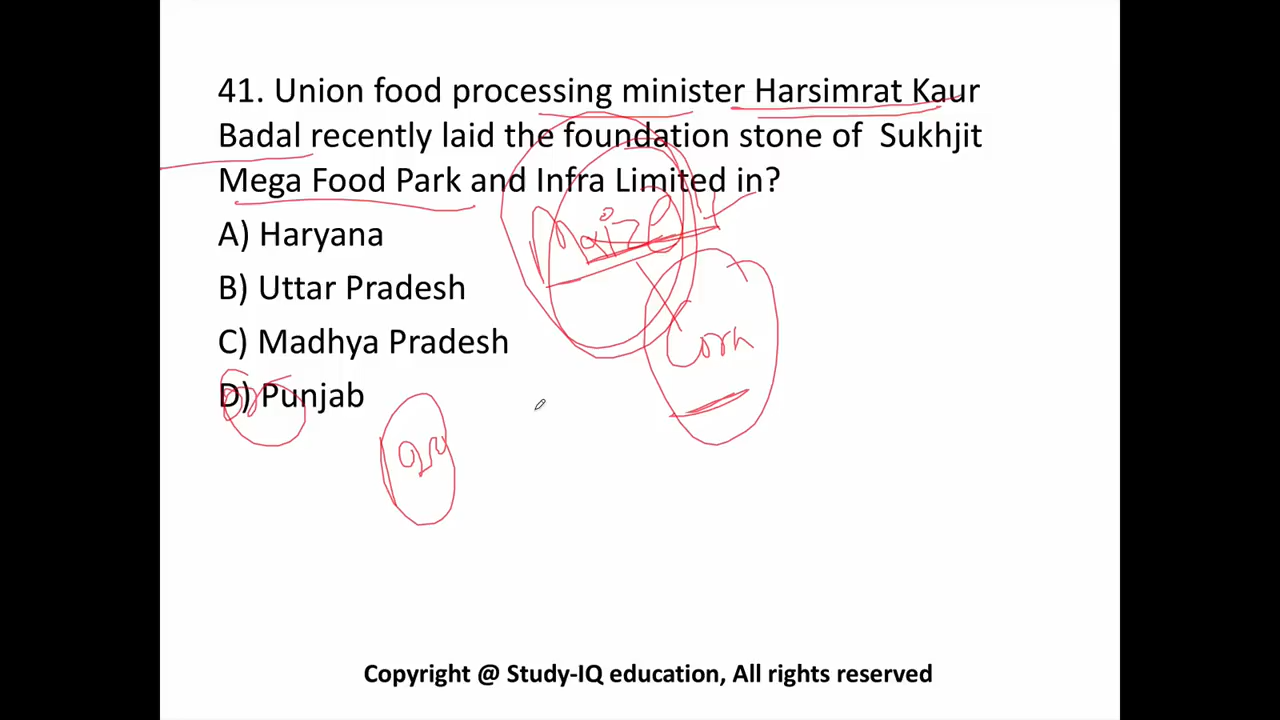 41. Union food processing minister Harsimrat Kaur
Badal recently laid the foundation stone of Sukhjit
Mega Food Park and Infra Limited in?
A) Haryana
Maize
B) Uttar Pradesh
C) Madhya Pradesh
Corn
D) Punjab
Copyright @ Study-IQ education, All rights reserved